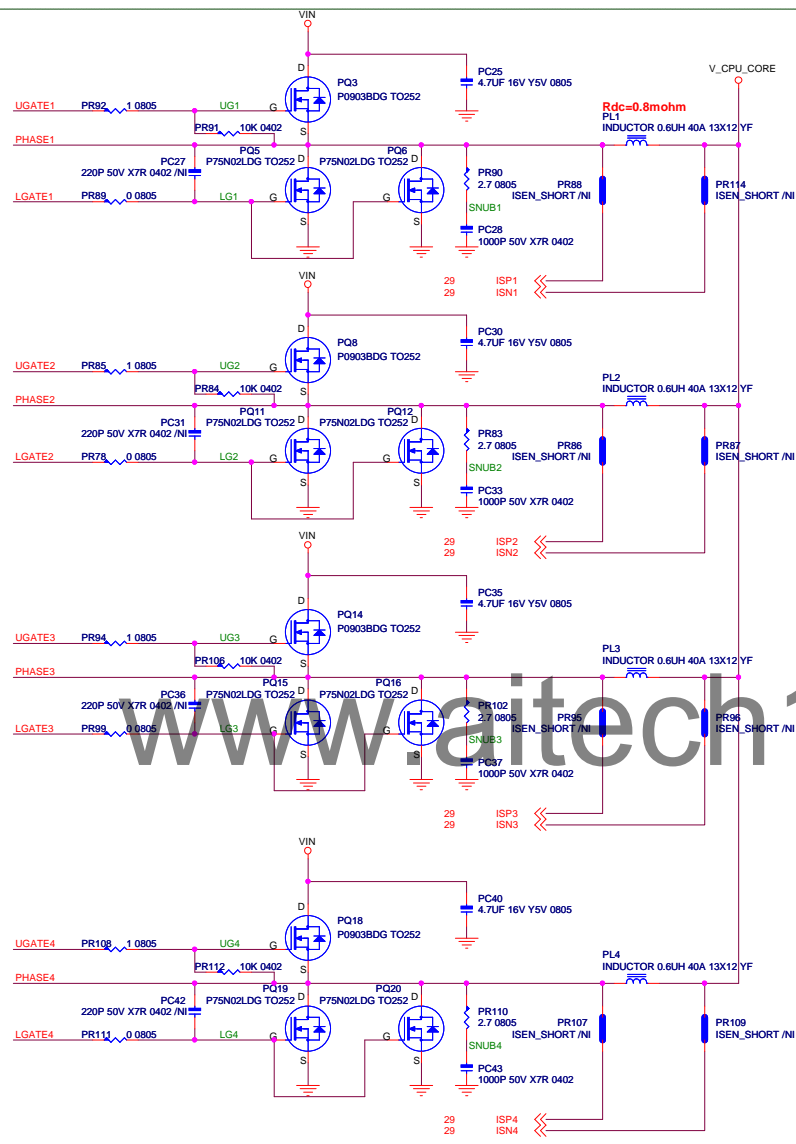 VIN
V_CPU_CORE
D
PQ3
P0903BDG TO252
PC25
4.7UF 16V Y5V 0805
UGATE1
PR92
1 0805
UG1
G
S
PR91
10K 0402
Rdc=0.8mohm
PL1
INDUCTOR 0.6UH 40A 13X12 YF
PHASE1
PC27
220P 50V X7R 0402 /NI
PQ5
P75N02LDG TO252
D
PQ6
P75N02LDG TO252
D
PR90
2.7 0805
PR88
ISEN_SHORT /NI
PR114
ISEN_SHORT /NI
LGATE1
PR89
0 0805
LG1
G
S
G
S
SNUB1
PC28
1000P 50V X7R 0402
29 ISP1
29 ISN1
VIN
D
PQ8
P0903BDG TO252
PC30
4.7UF 16V Y5V 0805
UGATE2
PR85
1 0805
UG2
G
S
PR84
10K 0402
PL2
INDUCTOR 0.6UH 40A 13X12 YF
PHASE2
PC31
220P 50V X7R 0402 /NI
PQ11
P75N02LDG TO252
D
PQ12
P75N02LDG TO252
D
PR83
2.7 0805
PR86
ISEN_SHORT /NI
PR87
ISEN_SHORT /NI
LGATE2
PR78
0 0805
LG2
G
S
G
S
SNUB2
PC33
1000P 50V X7R 0402
29 ISP2
29 ISN2
VIN
D
PQ14
P0903BDG TO252
PC35
4.7UF 16V Y5V 0805
UGATE3
PR94
1 0805
UG3
G
S
PR106
10K 0402
PL3
INDUCTOR 0.6UH 40A 13X12 YF
PHASE3
PC36
220P 50V X7R 0402 /NI
PQ15
P75N02LDG TO252
D
PQ16
P75N02LDG TO252
D
PR102
2.7 0805
PR95
ISEN_SHORT /NI
PR96
ISEN_SHORT /NI
www.aitech1
LGATE3
PR99
0 0805
LG3
G
S
G
S
SNUB3
PC37
1000P 50V X7R 0402
29 ISP3
29 ISN3
VIN
D
PQ18
P0903BDG TO252
PC40
4.7UF 16V Y5V 0805
UGATE4
PR108
1 0805
UG4
G
S
PR112
10K 0402
PL4
INDUCTOR 0.6UH 40A 13X12 YF
PHASE4
PC42
220P 50V X7R 0402 /NI
PQ19
P75N02LDG TO252
D
PQ20
P75N02LDG TO252
D
PR110
2.7 0805
PR107
ISEN_SHORT /NI
PR109
ISEN_SHORT /NI
LGATE4
PR111
0 0805
LG4
G
S
G
S
SNUB4
PC43
1000P 50V X7R 0402
29 ISP4
29 ISN4